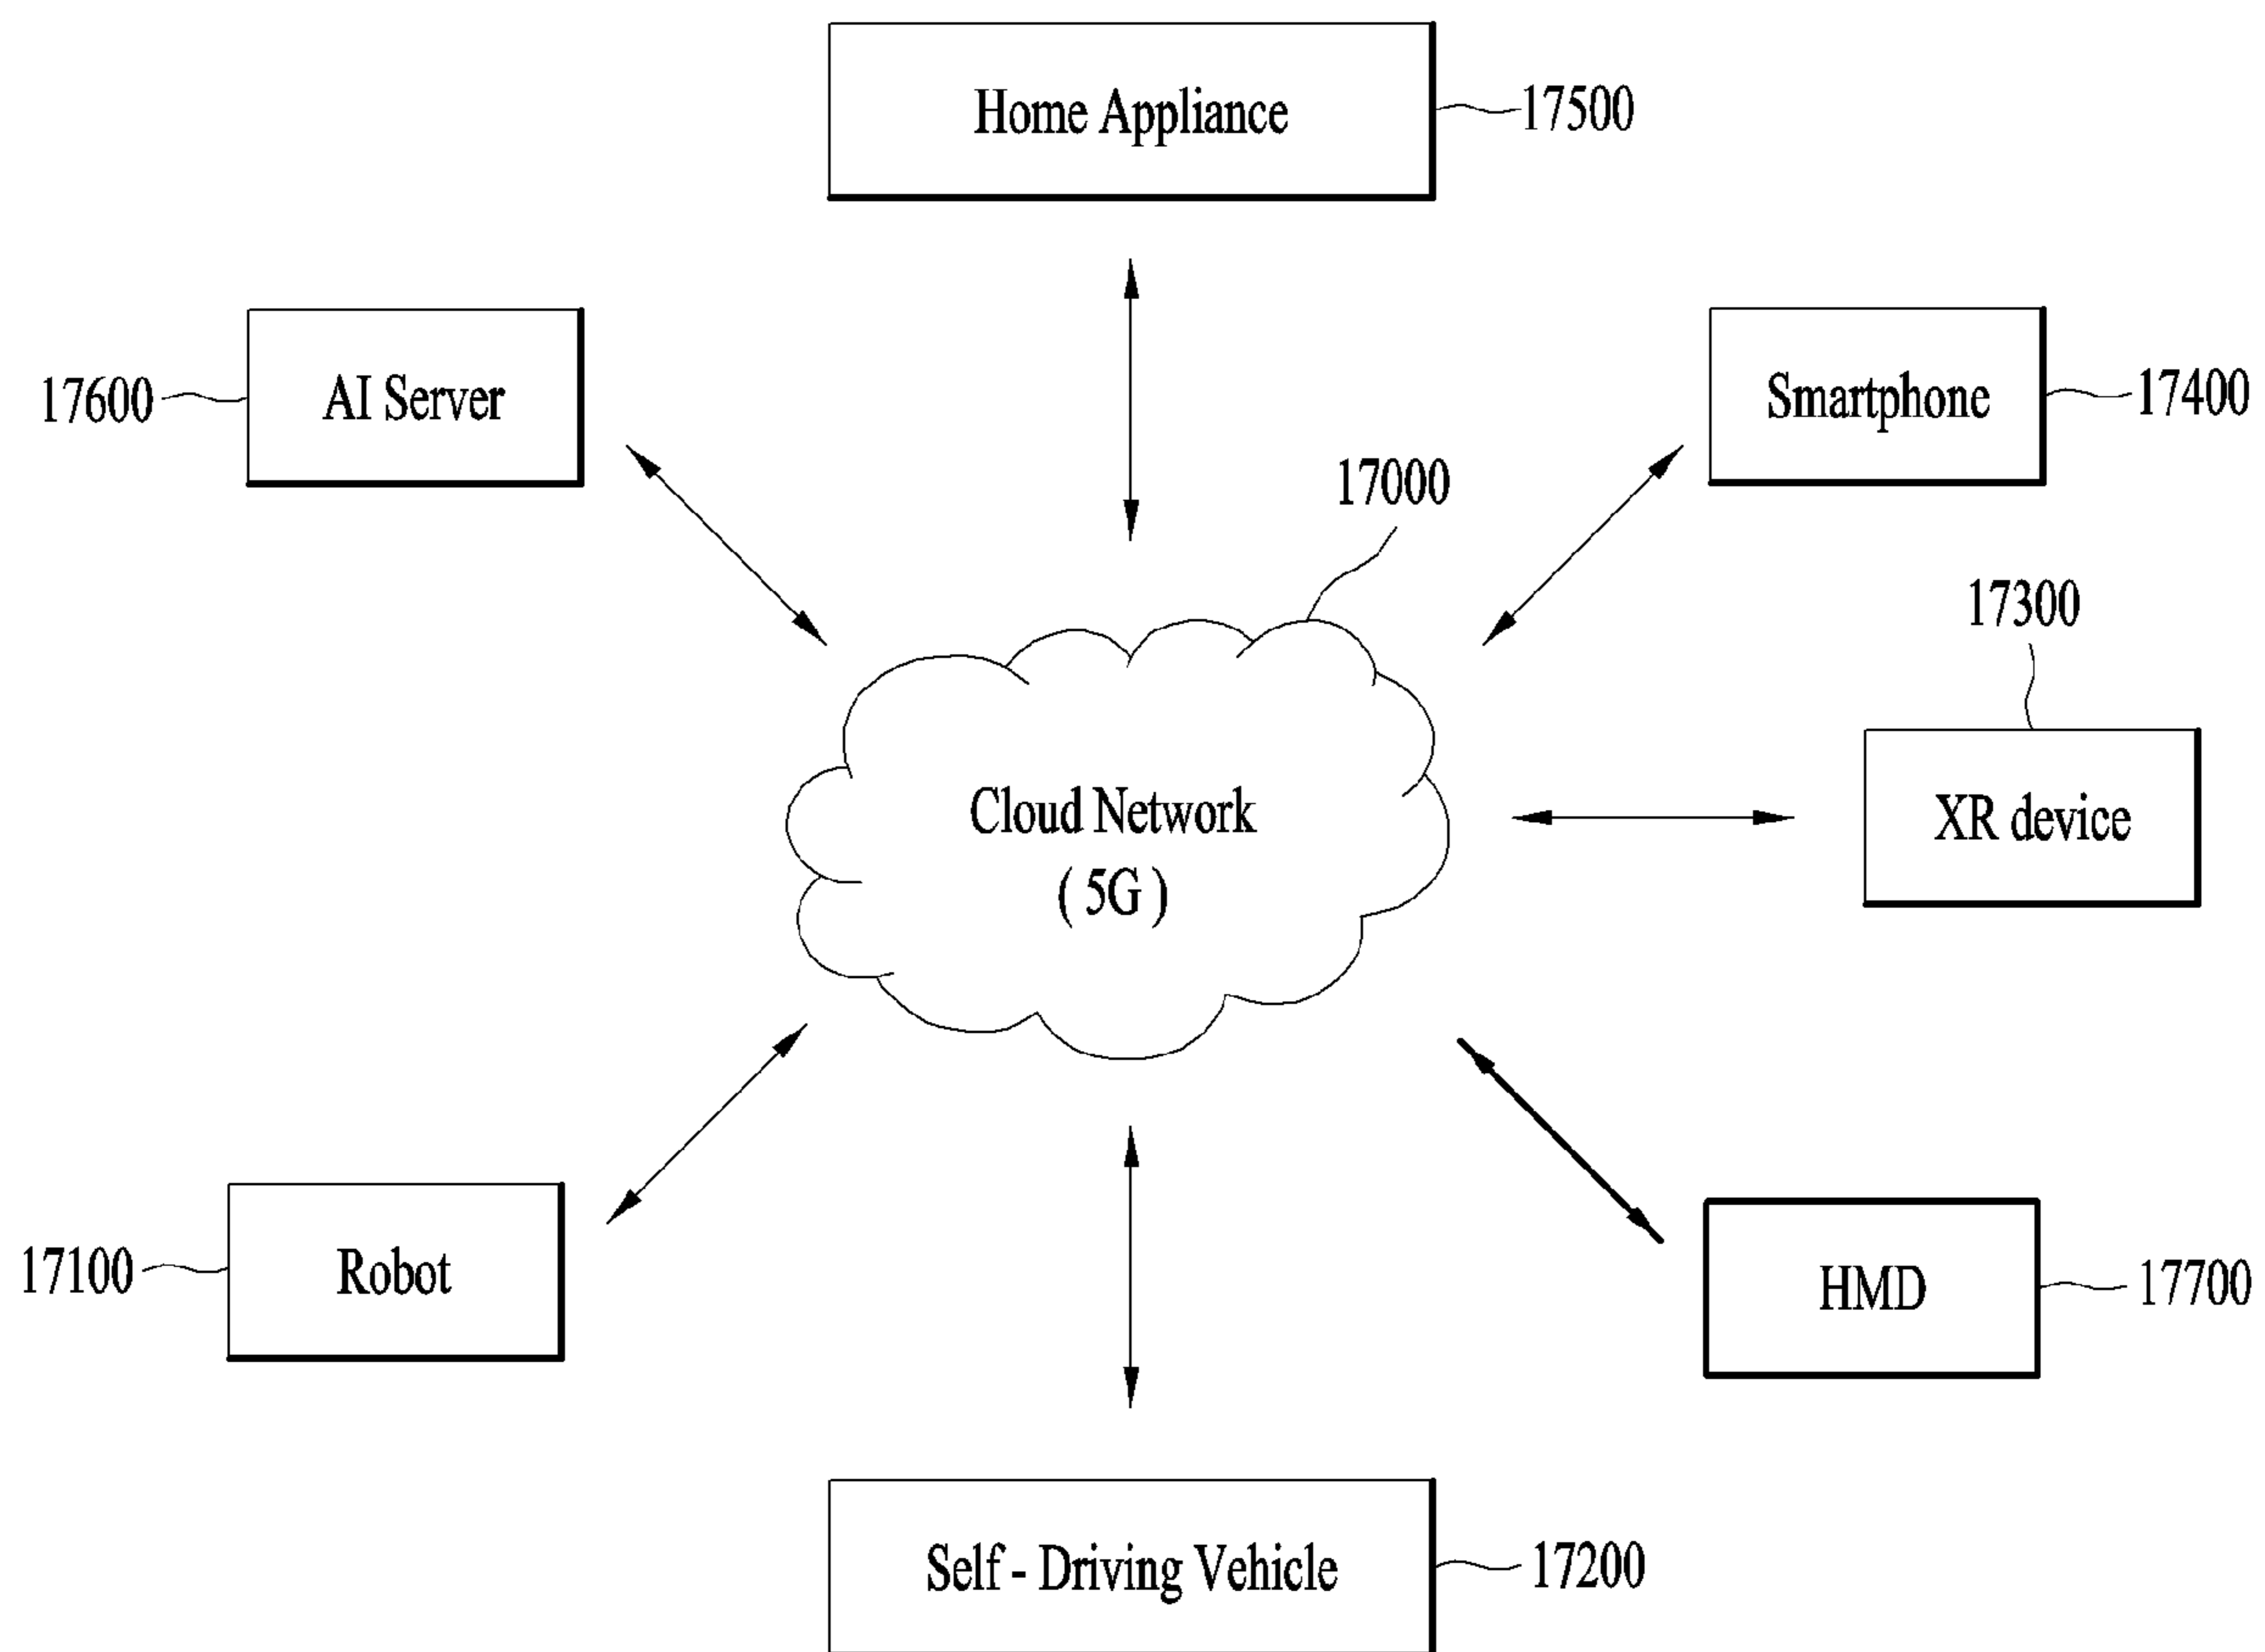 Home Appliance
17500
AI Server
17600
Smartphone
17400
17000
17300
XR device
Cloud Network
( 5G )
Robot
17100
HMD
17700
Self - Driving Vehicle
17200